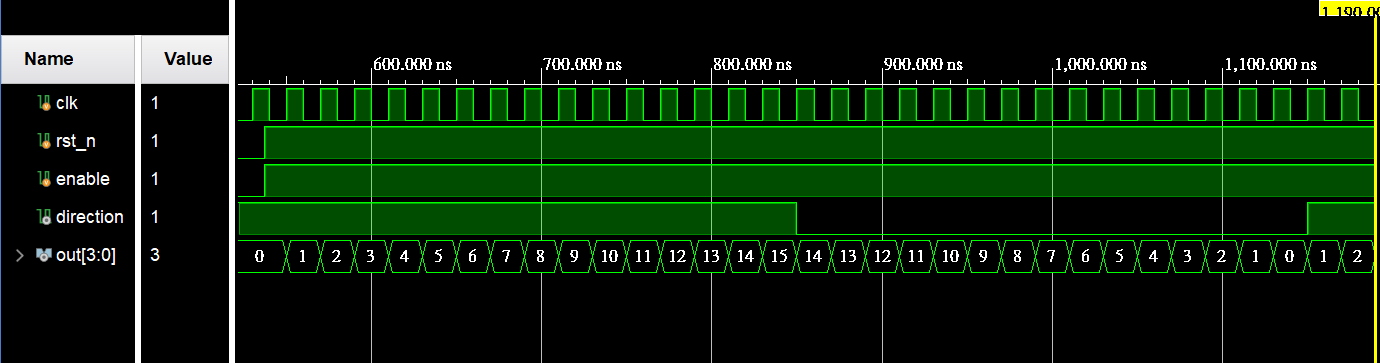 1,190.00
Name Value
600.000 ns 700.000 ns 800.000 ns 900.000 ns 1,000.000 ns 1,100.000 ns
clk 1
rst_n 1
enable 1
direction 1
out[3:0] 3 0 1 2 3 4 5 6 7 8 9 10 11 12 13 14 15 14 13 12 11 10 9 8 7 6 5 4 3 2 1 0 1 2